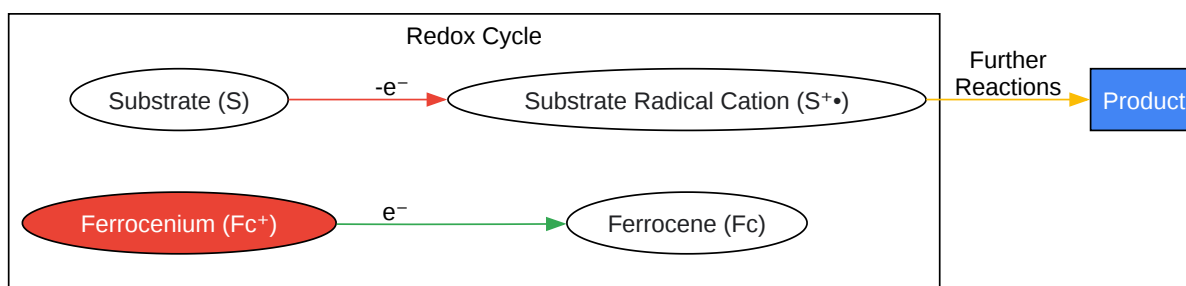 Redox Cycle
Substrate (S)
-e⁻
Substrate Radical Cation (S⁺•)
Further
Reactions
Product
Ferrocenium (Fc⁺)
e⁻
Ferrocene (Fc)